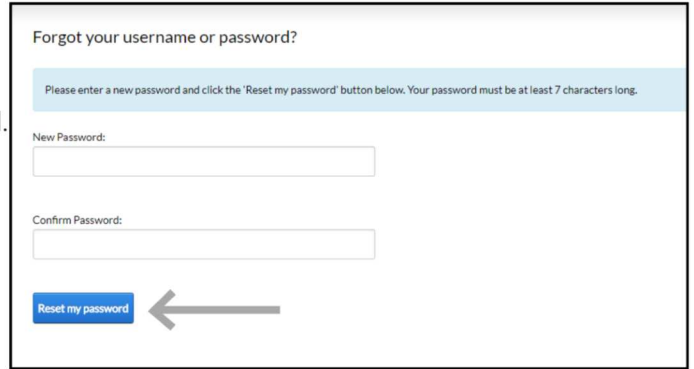 Forgot your username or password?
Please enter a new password and click the 'Reset my password' button below. Your password must be at least 7 characters long.
New Password:
Confirm Password:
Reset my password